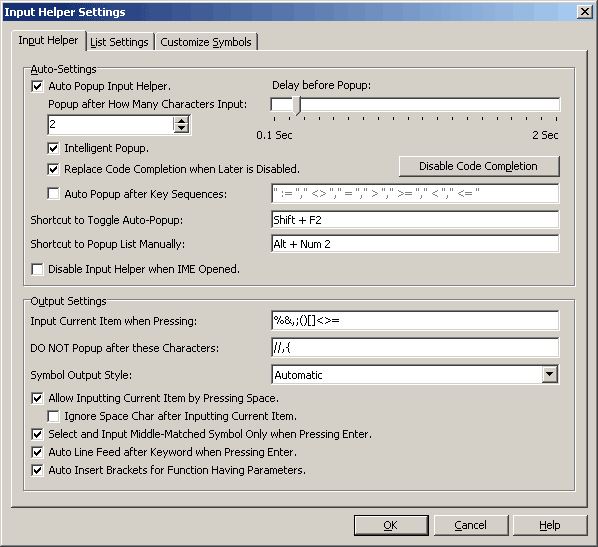 Input Helper Settings
Input Helper
List Settings
Customize Symbols
Auto-Settings
Auto Popup Input Helper.
Delay before Popup:
Popup after How Many Characters Input:
2
0.1 Sec
2 Sec
Intelligent Popup.
Replace Code Completion when Later is Disabled.
Disable Code Completion
Auto Popup after Key Sequences:
" := "," <> "," = "," > "," >= "," < "," <= "
Shortcut to Toggle Auto-Popup:
Shift + F2
Shortcut to Popup List Manually:
Alt + Num 2
Disable Input Helper when IME Opened.
Output Settings
Input Current Item when Pressing:
%&,;()[]<>=
DO NOT Popup after these Characters:
//,{
Symbol Output Style:
Automatic
Allow Inputting Current Item by Pressing Space.
Ignore Space Char after Inputting Current Item.
Select and Input Middle-Matched Symbol Only when Pressing Enter.
Auto Line Feed after Keyword when Pressing Enter.
Auto Insert Brackets for Function Having Parameters.
OK
Cancel
Help